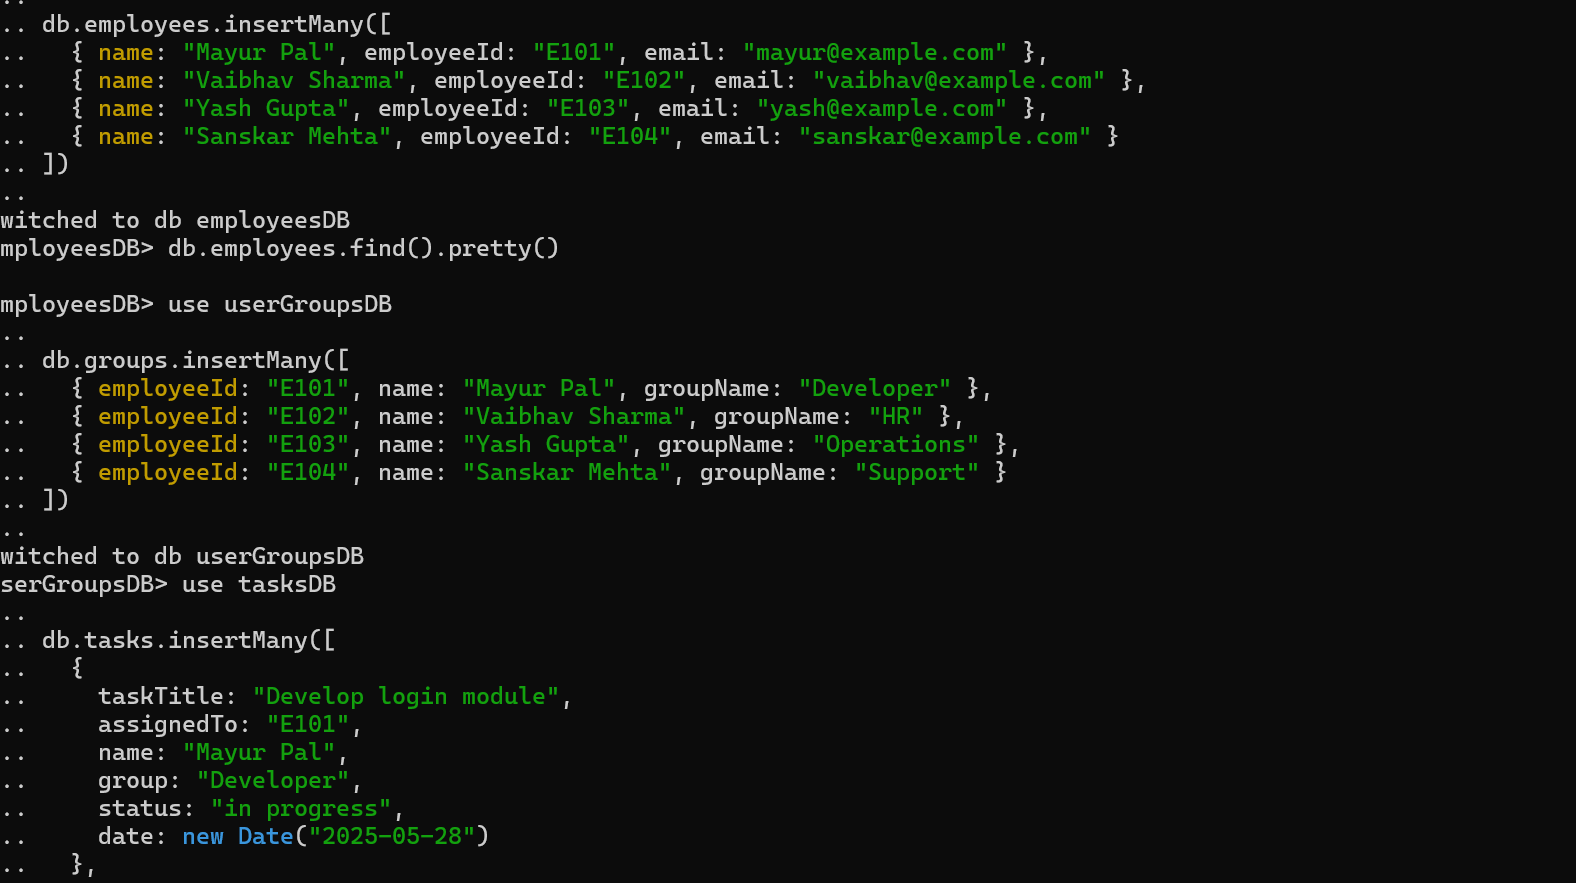 ..
.. db.employees.insertMany([
..   { name: "Mayur Pal", employeeId: "E101", email: "mayur@example.com" },
..   { name: "Vaibhav Sharma", employeeId: "E102", email: "vaibhav@example.com" },
..   { name: "Yash Gupta", employeeId: "E103", email: "yash@example.com" },
..   { name: "Sanskar Mehta", employeeId: "E104", email: "sanskar@example.com" }
.. ])
..
witched to db employeesDB
mployeesDB> db.employees.find().pretty()

mployeesDB> use userGroupsDB
..
.. db.groups.insertMany([
..   { employeeId: "E101", name: "Mayur Pal", groupName: "Developer" },
..   { employeeId: "E102", name: "Vaibhav Sharma", groupName: "HR" },
..   { employeeId: "E103", name: "Yash Gupta", groupName: "Operations" },
..   { employeeId: "E104", name: "Sanskar Mehta", groupName: "Support" }
.. ])
..
witched to db userGroupsDB
serGroupsDB> use tasksDB
..
.. db.tasks.insertMany([
..   {
..     taskTitle: "Develop login module",
..     assignedTo: "E101",
..     name: "Mayur Pal",
..     group: "Developer",
..     status: "in progress",
..     date: new Date("2025-05-28")
..   },